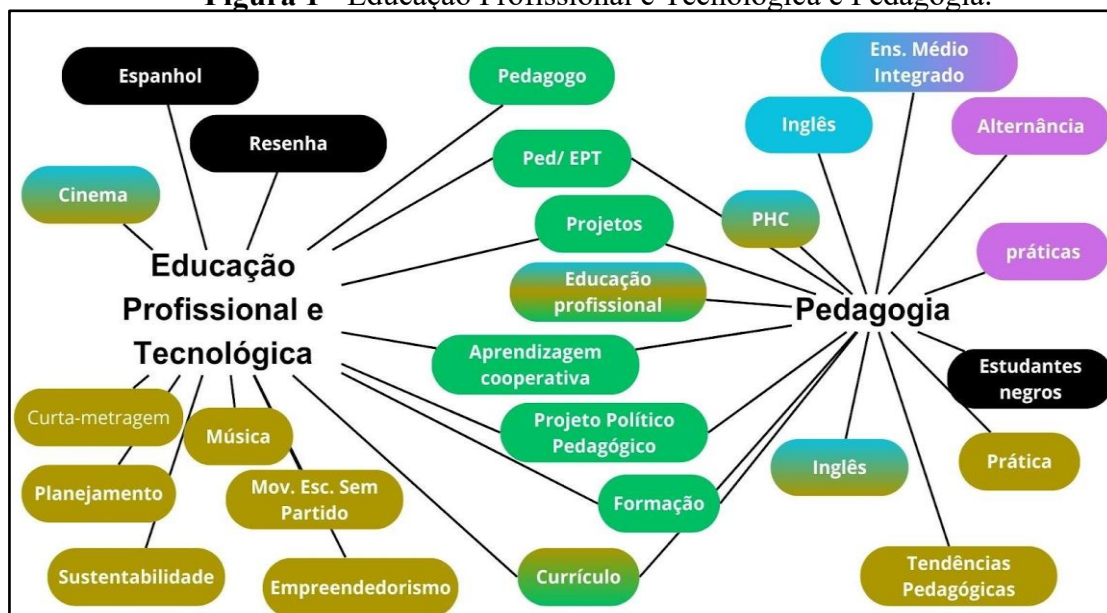 Figura 1 - Educação Profissional e Tecnológica e Pedagogia.
Espanhol
Resenha
Cinema
Educação
Profissional e
Tecnológica
Curta-metragem
Música
Planejamento
Mov. Esc. Sem
Partido
Sustentabilidade
Empreendedorismo
Pedagogo
Ped/ EPT
Projetos
Educação
profissional
Aprendizagem
cooperativa
Projeto Político
Pedagógico
Formação
Currículo
Ens. Médio
Integrado
Inglês
Alternância
PHC
práticas
Pedagogia
Estudantes
negros
Inglês
Prática
Tendências
Pedagógicas